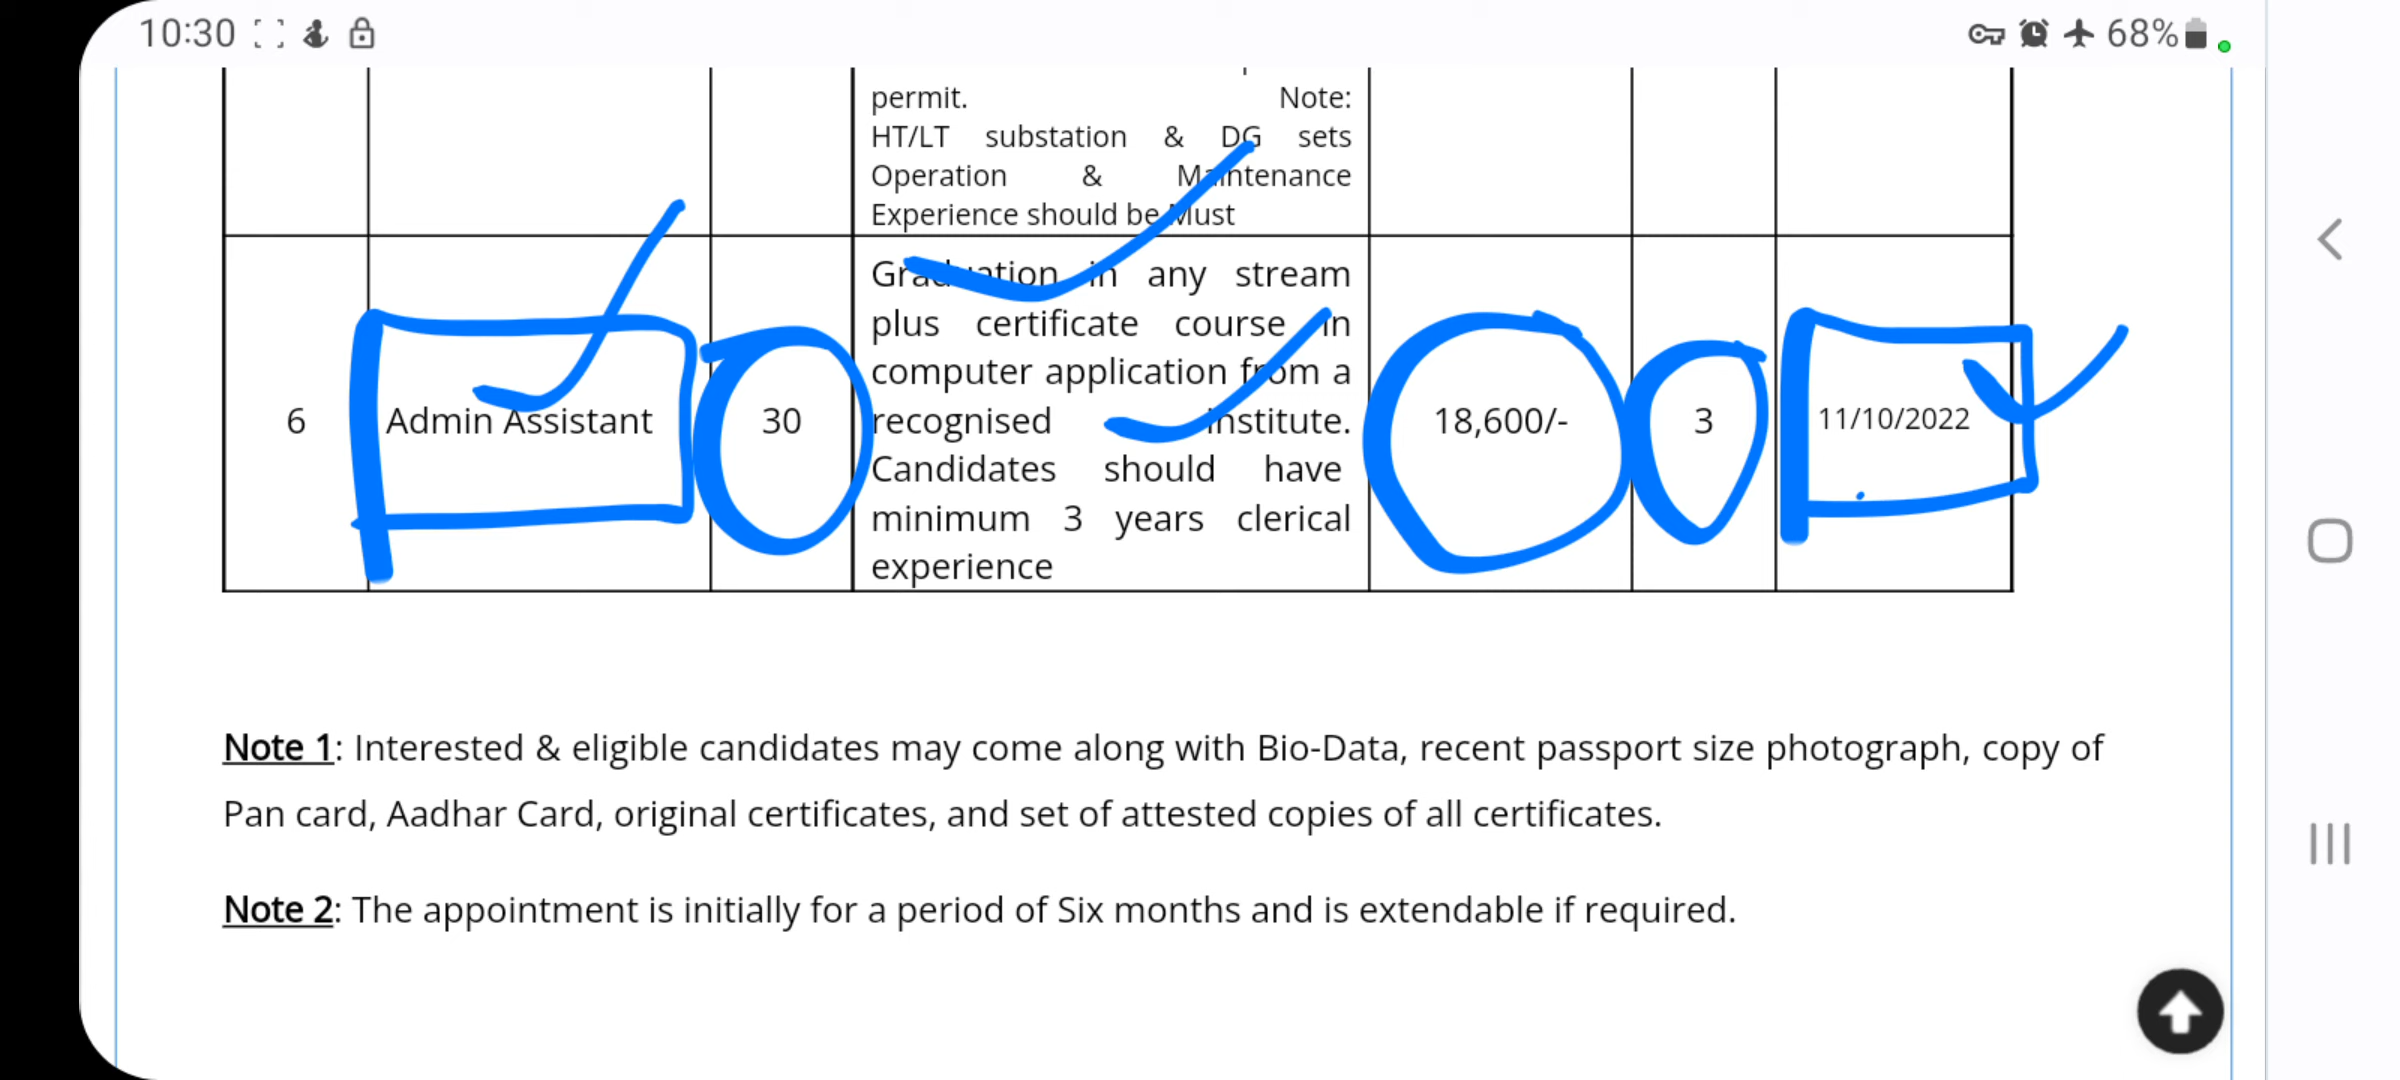 10:30
68%
permit. Note:
HT/LT substation & DG sets
Operation & Maintenance
Experience should be Must
Graduation in any stream
plus certificate course in
computer application from a
6 Admin Assistant 30 recognised institute. 18,600/- 3 11/10/2022
Candidates should have
minimum 3 years clerical
experience
Note 1: Interested & eligible candidates may come along with Bio-Data, recent passport size photograph, copy of
Pan card, Aadhar Card, original certificates, and set of attested copies of all certificates.
Note 2: The appointment is initially for a period of Six months and is extendable if required.